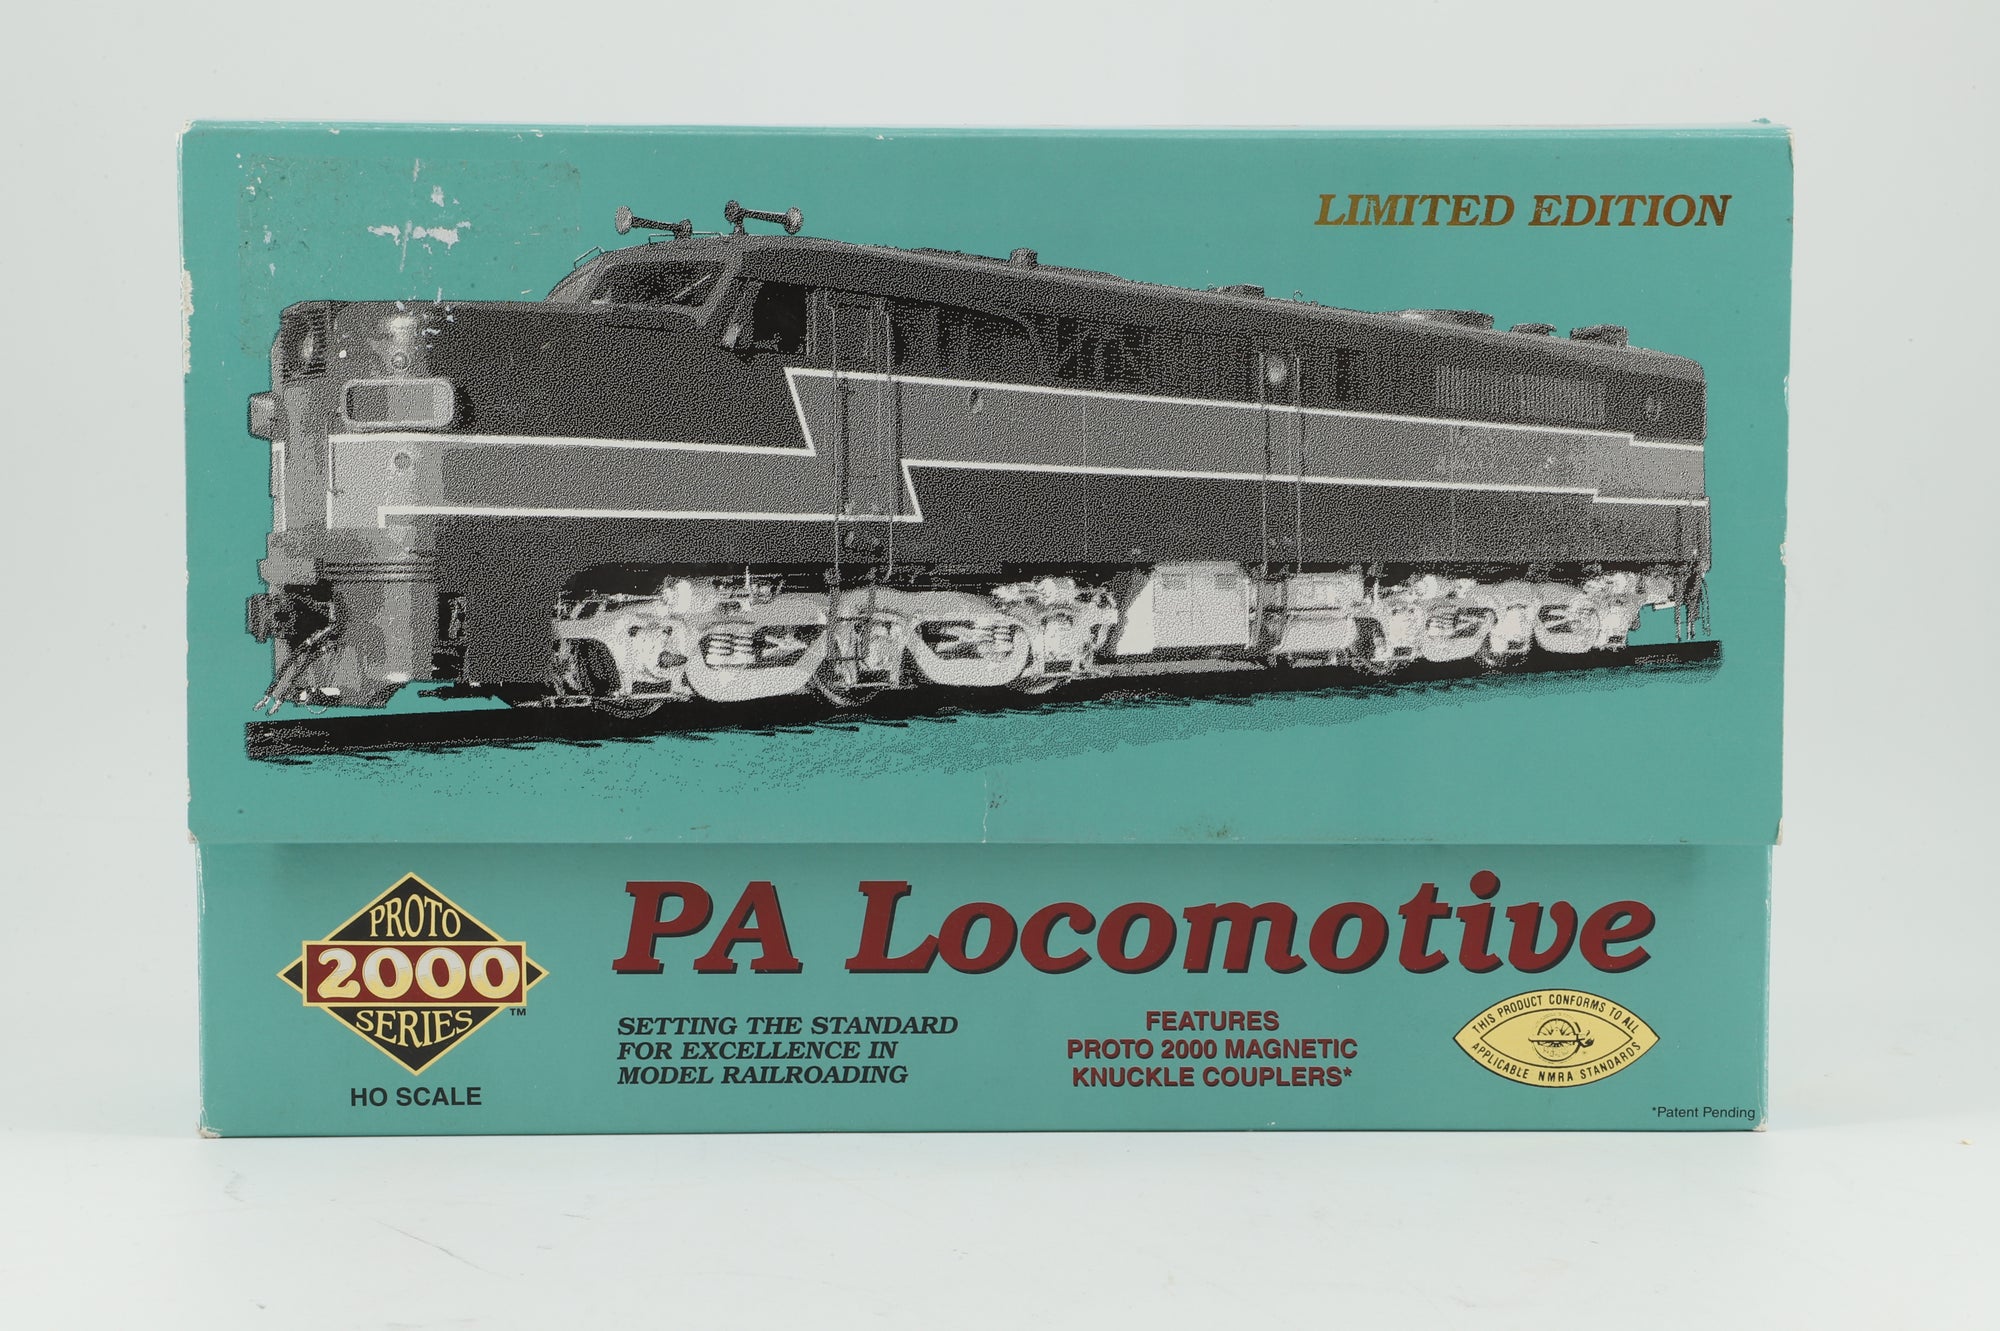 LIMITED EDITION
PA Locomotive
PROTO
2000
SERIES
™
HO SCALE
SETTING THE STANDARD
FOR EXCELLENCE IN
MODEL RAILROADING
FEATURES
PROTO 2000 MAGNETIC
KNUCKLE COUPLERS*
THIS PRODUCT CONFORMS TO ALL
APPLICABLE NMRA STANDARDS
*Patent Pending